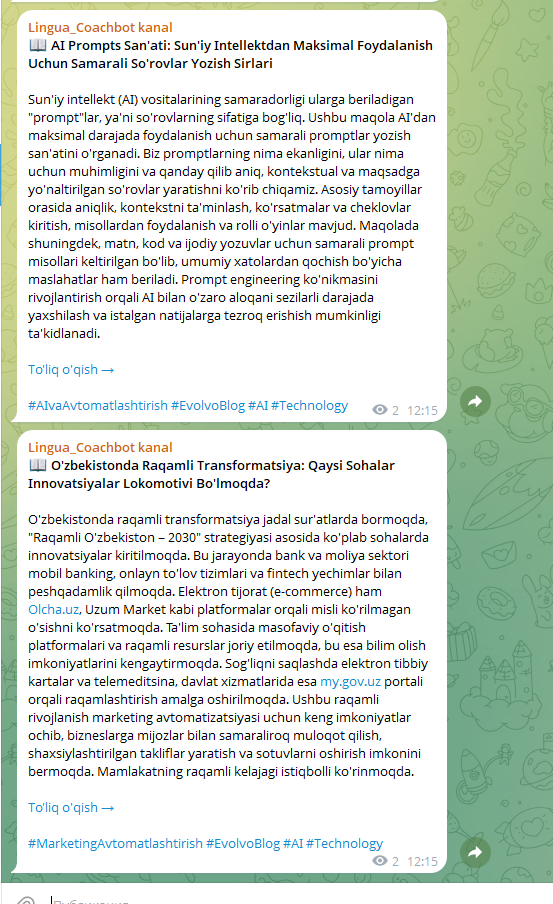 Lingua_Coachbot kanal
📖 AI Prompts San'ati: Sun'iy Intellektdan Maksimal Foydalanish
Uchun Samarali So'rovlar Yozish Sirlari
Sun'iy intellekt (AI) vositalarining samaradorligi ularga beriladigan
"prompt"lar, ya'ni so'rovlarning sifatiga bog'liq. Ushbu maqola AI'dan
maksimal darajada foydalanish uchun samarali promptlar yozish
san'atini o'rganadi. Biz promptlarning nima ekanligini, ular nima
uchun muhimligini va qanday qilib aniq, kontekstual va maqsadga
yo'naltirilgan so'rovlar yaratishni ko'rib chiqamiz. Asosiy tamoyillar
orasida aniqlik, kontekstni ta'minlash, ko'rsatmalar va cheklovlar
kiritish, misollardan foydalanish va rolli o'yinlar mavjud. Maqolada
shuningdek, matn, kod va ijodiy yozuvlar uchun samarali prompt
misollari keltirilgan bo'lib, umumiy xatolardan qochish bo'yicha
maslahatlar ham beriladi. Prompt engineering ko'nikmasini
rivojlantirish orqali AI bilan o'zaro aloqani sezilarli darajada
yaxshilash va istalgan natijalarga tezroq erishish mumkinligi
ta'kidlanadi.
To'liq o'qish →
#AIvaAvtomatlashtirish #EvolvoBlog #AI #Technology
2 12:15
Lingua_Coachbot kanal
📖 O'zbekistonda Raqamli Transformatsiya: Qaysi Sohalar
Innovatsiyalar Lokomotivi Bo'lmoqda?
O'zbekistonda raqamli transformatsiya jadal sur'atlarda bormoqda,
"Raqamli O'zbekiston – 2030" strategiyasi asosida ko'plab sohalarda
innovatsiyalar kiritilmoqda. Bu jarayonda bank va moliya sektori
mobil banking, onlayn to'lov tizimlari va fintech yechimlar bilan
peshqadamlik qilmoqda. Elektron tijorat (e-commerce) ham
Olcha.uz, Uzum Market kabi platformalar orqali misli ko'rilmagan
o'sishni ko'rsatmoqda. Ta'lim sohasida masofaviy o'qitish
platformalari va raqamli resurslar joriy etilmoqda, bu esa bilim olish
imkoniyatlarini kengaytirmoqda. Sog'liqni saqlashda elektron tibbiy
kartalar va telemeditsina, davlat xizmatlarida esa my.gov.uz portali
orqali raqamlashtirish amalga oshirilmoqda. Ushbu raqamli
rivojlanish marketing avtomatizatsiyasi uchun keng imkoniyatlar
ochib, bizneslarga mijozlar bilan samaraliroq muloqot qilish,
shaxsiylashtirilgan takliflar yaratish va sotuvlarni oshirish imkonini
bermoqda. Mamlakatning raqamli kelajagi istiqbolli ko'rinmoqda.
To'liq o'qish →
#MarketingAvtomatlashtirish #EvolvoBlog #AI #Technology
2 12:15